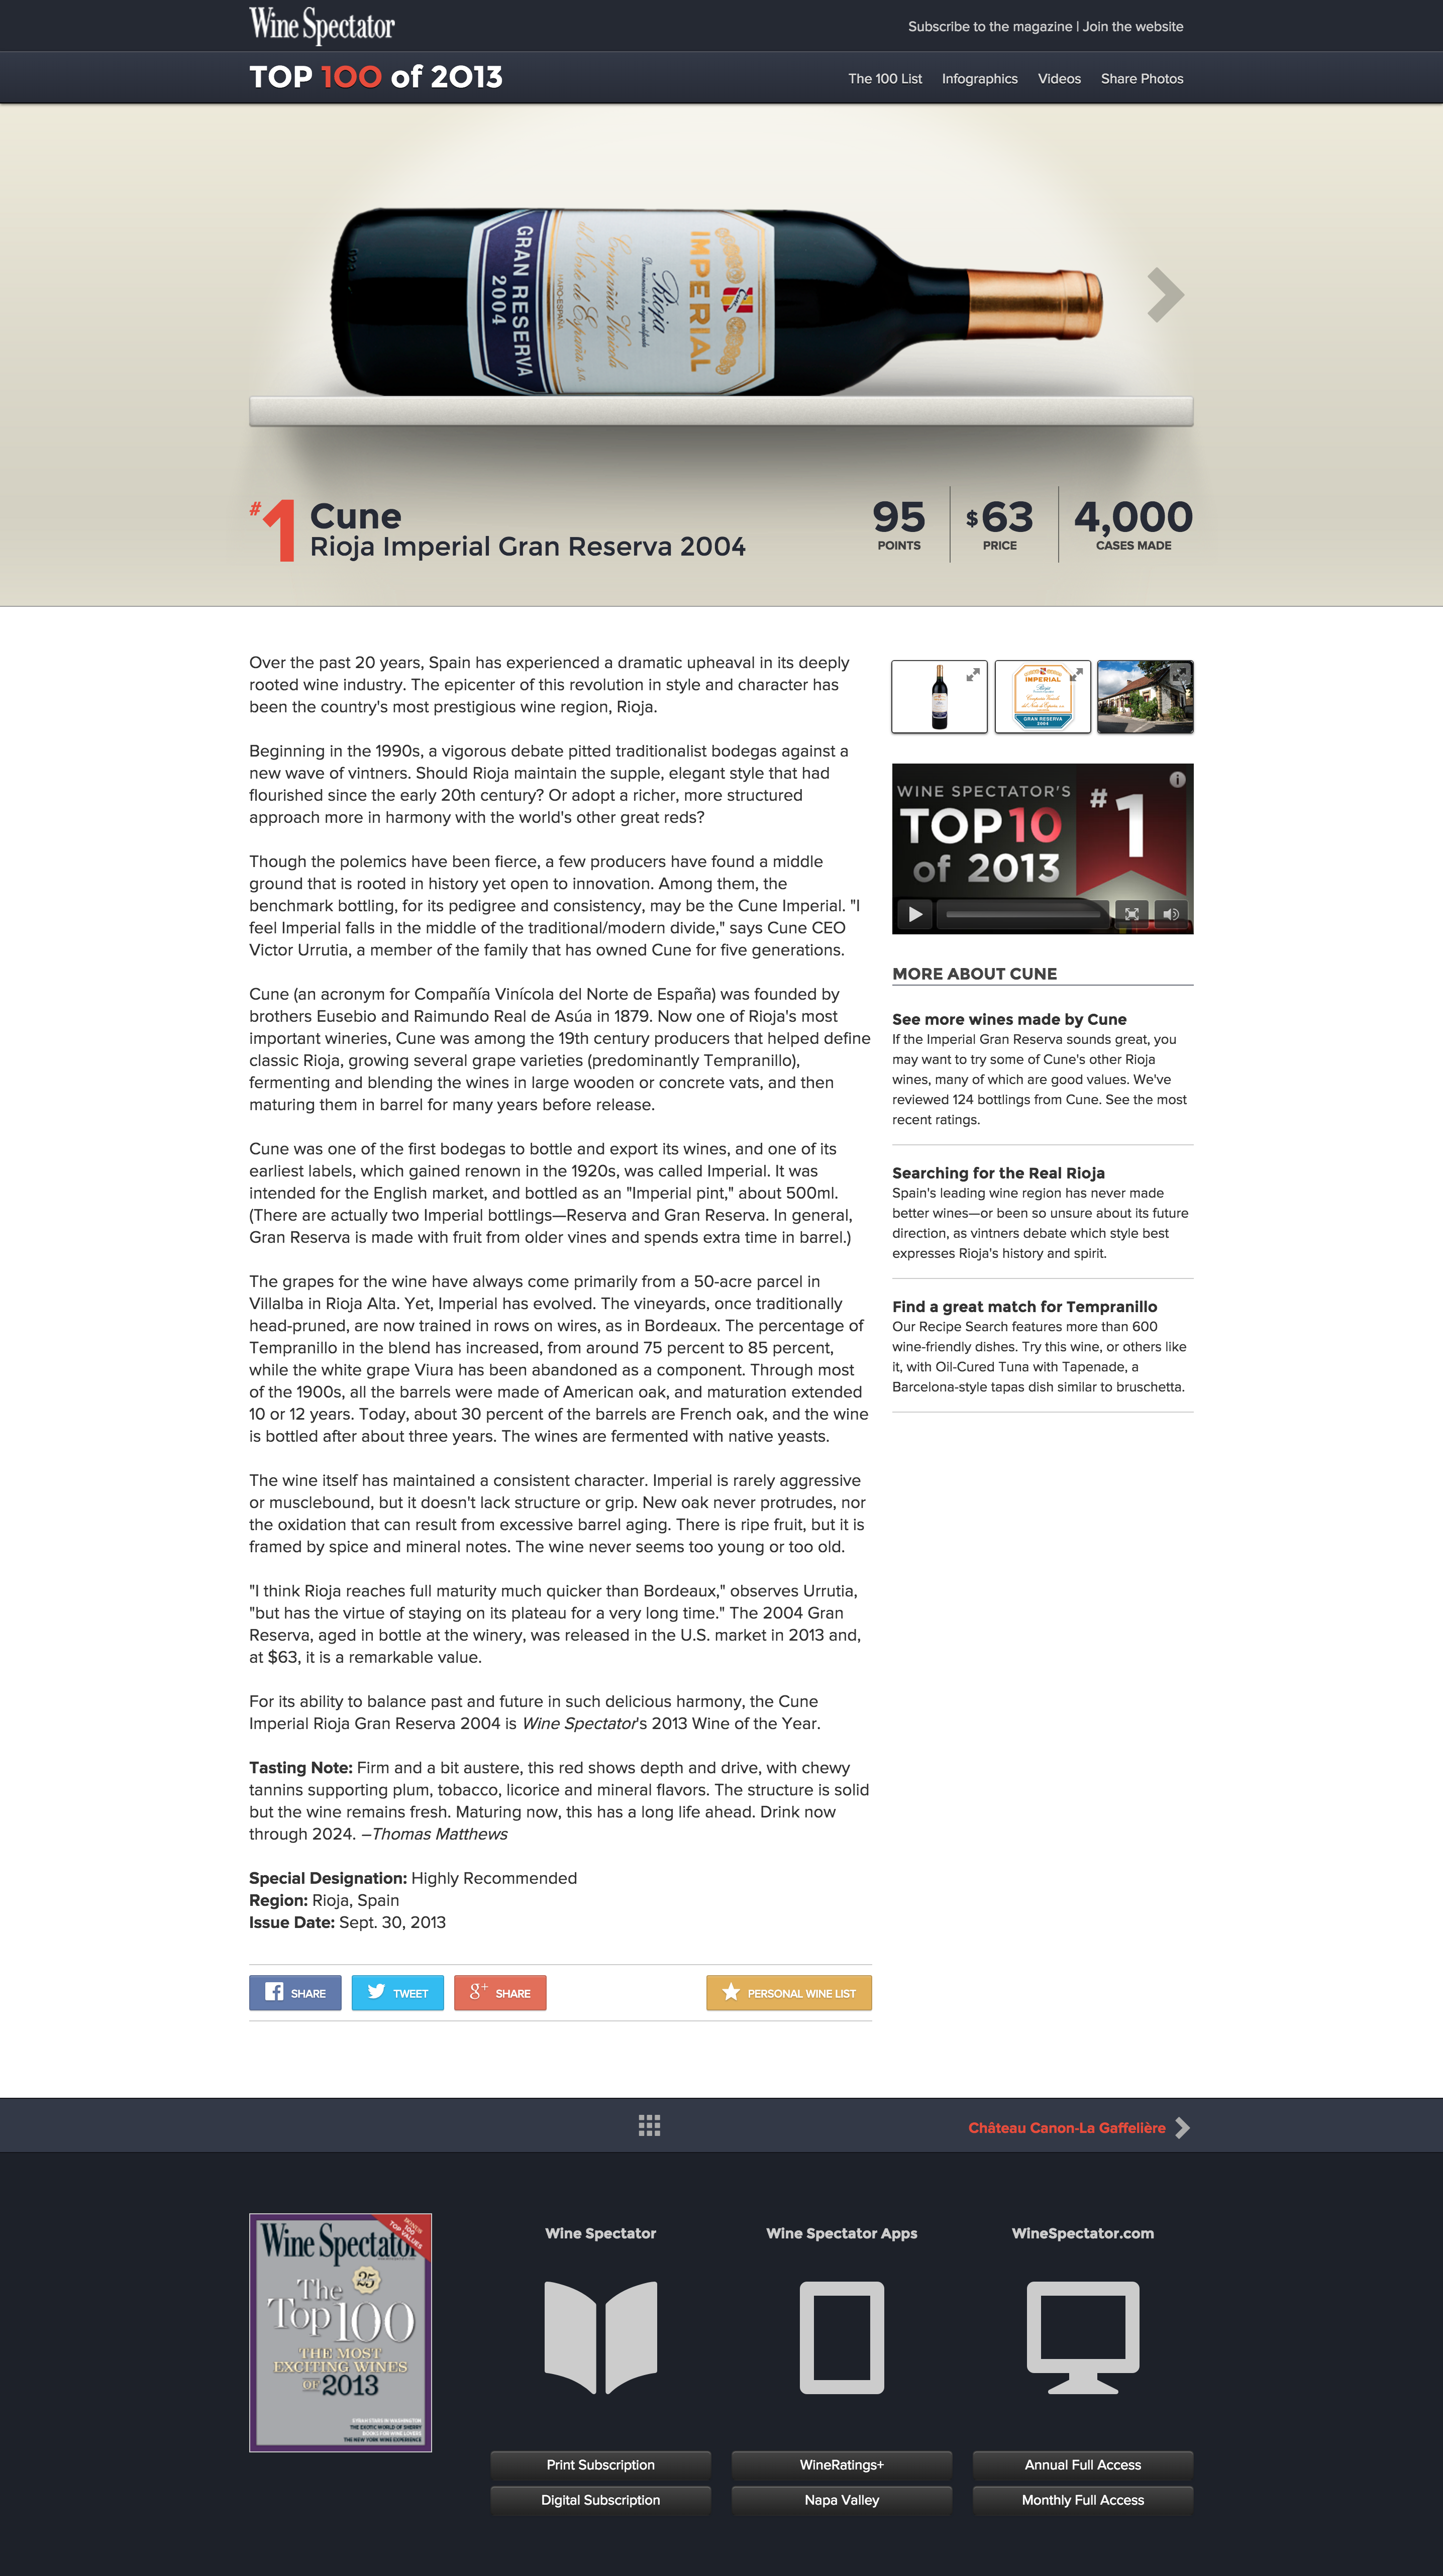 Wine Spectator
Subscribe to the magazine | Join the website
TOP 100 of 2013
The 100 List Infographics Videos Share Photos
GRAN RESERVA
2004
HARO-ESPAÑA
Compañía Vinícola
del Norte de España, s.a.
Rioja
IMPERIAL
Cune
#1 Cune
Rioja Imperial Gran Reserva 2004
95
POINTS
$63
PRICE
4,000
CASES MADE
Over the past 20 years, Spain has experienced a dramatic upheaval in its deeply
rooted wine industry. The epicenter of this revolution in style and character has
been the country's most prestigious wine region, Rioja.
Beginning in the 1990s, a vigorous debate pitted traditionalist bodegas against a
new wave of vintners. Should Rioja maintain the supple, elegant style that had
flourished since the early 20th century? Or adopt a richer, more structured
approach more in harmony with the world's other great reds?
Though the polemics have been fierce, a few producers have found a middle
ground that is rooted in history yet open to innovation. Among them, the
benchmark bottling, for its pedigree and consistency, may be the Cune Imperial. "I
feel Imperial falls in the middle of the traditional/modern divide," says Cune CEO
Victor Urrutia, a member of the family that has owned Cune for five generations.
Cune (an acronym for Compañía Vinícola del Norte de España) was founded by
brothers Eusebio and Raimundo Real de Asúa in 1879. Now one of Rioja's most
important wineries, Cune was among the 19th century producers that helped define
classic Rioja, growing several grape varieties (predominantly Tempranillo),
fermenting and blending the wines in large wooden or concrete vats, and then
maturing them in barrel for many years before release.
Cune was one of the first bodegas to bottle and export its wines, and one of its
earliest labels, which gained renown in the 1920s, was called Imperial. It was
intended for the English market, and bottled as an "Imperial pint," about 500ml.
(There are actually two Imperial bottlings—Reserva and Gran Reserva. In general,
Gran Reserva is made with fruit from older vines and spends extra time in barrel.)
The grapes for the wine have always come primarily from a 50-acre parcel in
Villalba in Rioja Alta. Yet, Imperial has evolved. The vineyards, once traditionally
head-pruned, are now trained in rows on wires, as in Bordeaux. The percentage of
Tempranillo in the blend has increased, from around 75 percent to 85 percent,
while the white grape Viura has been abandoned as a component. Through most
of the 1900s, all the barrels were made of American oak, and maturation extended
10 or 12 years. Today, about 30 percent of the barrels are French oak, and the wine
is bottled after about three years. The wines are fermented with native yeasts.
The wine itself has maintained a consistent character. Imperial is rarely aggressive
or musclebound, but it doesn't lack structure or grip. New oak never protrudes, nor
the oxidation that can result from excessive barrel aging. There is ripe fruit, but it is
framed by spice and mineral notes. The wine never seems too young or too old.
"I think Rioja reaches full maturity much quicker than Bordeaux," observes Urrutia,
"but has the virtue of staying on its plateau for a very long time." The 2004 Gran
Reserva, aged in bottle at the winery, was released in the U.S. market in 2013 and,
at $63, it is a remarkable value.
For its ability to balance past and future in such delicious harmony, the Cune
Imperial Rioja Gran Reserva 2004 is Wine Spectator's 2013 Wine of the Year.
Tasting Note: Firm and a bit austere, this red shows depth and drive, with chewy
tannins supporting plum, tobacco, licorice and mineral flavors. The structure is solid
but the wine remains fresh. Maturing now, this has a long life ahead. Drink now
through 2024. –Thomas Matthews
Special Designation: Highly Recommended
Region: Rioja, Spain
Issue Date: Sept. 30, 2013
SHARE TWEET g+ SHARE PERSONAL WINE LIST
IMPERIAL
Rioja
GRAN RESERVA
2004
WINE SPECTATOR'S
TOP 10
of 2013
#1
MORE ABOUT CUNE
See more wines made by Cune
If the Imperial Gran Reserva sounds great, you
may want to try some of Cune's other Rioja
wines, many of which are good values. We've
reviewed 124 bottlings from Cune. See the most
recent ratings.
Searching for the Real Rioja
Spain's leading wine region has never made
better wines—or been so unsure about its future
direction, as vintners debate which style best
expresses Rioja's history and spirit.
Find a great match for Tempranillo
Our Recipe Search features more than 600
wine-friendly dishes. Try this wine, or others like
it, with Oil-Cured Tuna with Tapenade, a
Barcelona-style tapas dish similar to bruschetta.
Château Canon-La Gaffelière
Wine Spectator
BONUS
100
TOP VALUES
25
The
Top 100
THE MOST
EXCITING WINES
OF 2013
SYRAH STARS IN WASHINGTON
THE EXOTIC WORLD OF SHERRY
BOOKS FOR WINE LOVERS
THE NEW YORK WINE EXPERIENCE
Wine Spectator
Print Subscription
Digital Subscription
Wine Spectator Apps
WineRatings+
Napa Valley
WineSpectator.com
Annual Full Access
Monthly Full Access